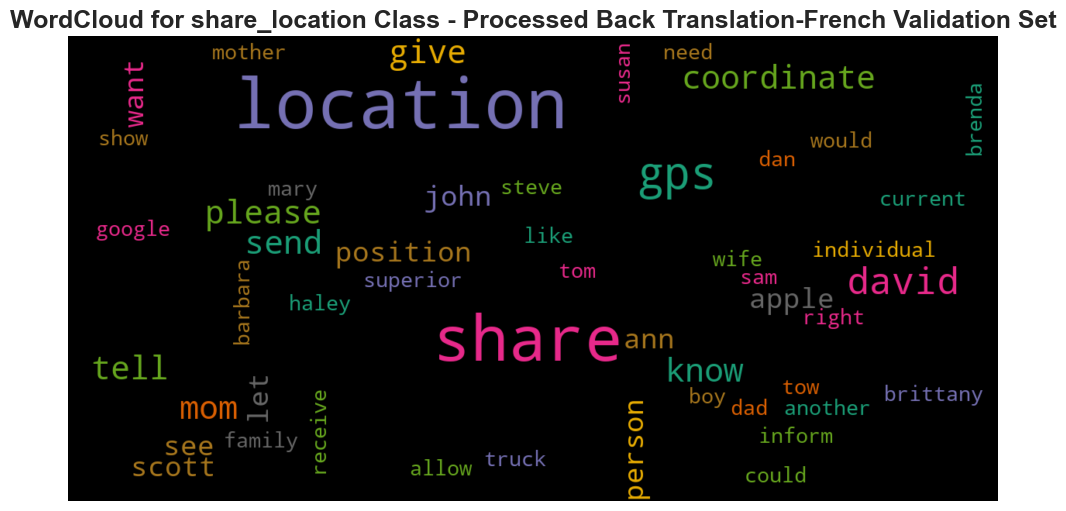 WordCloud for share_location Class - Processed Back Translation-French Validation Set
mother
give
need
susan
want
location
coordinate
brenda
show
would
dan
gps
mary
john
steve
current
please
google
send
like
position
individual
wife
barbara
superior
tom
sam
david
haley
apple
right
share
ann
tell
know
let
mom
boy
tow
brittany
dad
another
receive
person
see
family
inform
scott
allow
truck
could